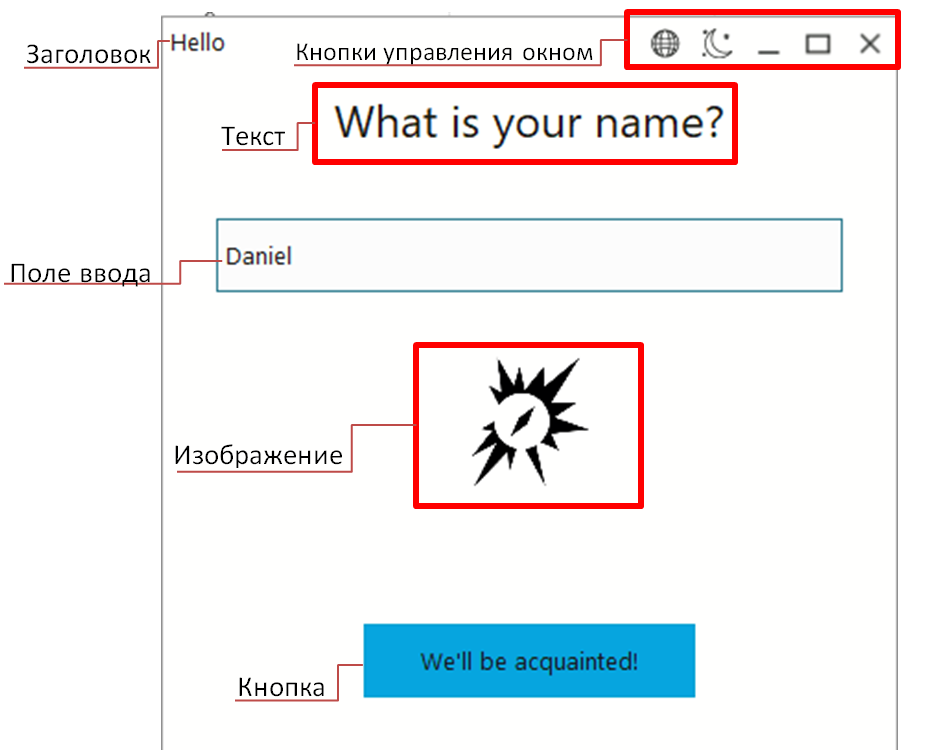 Заголовок
Hello
Кнопки управления окном
Текст
What is your name?
Поле ввода
Daniel
Изображение
Кнопка
We'll be acquainted!